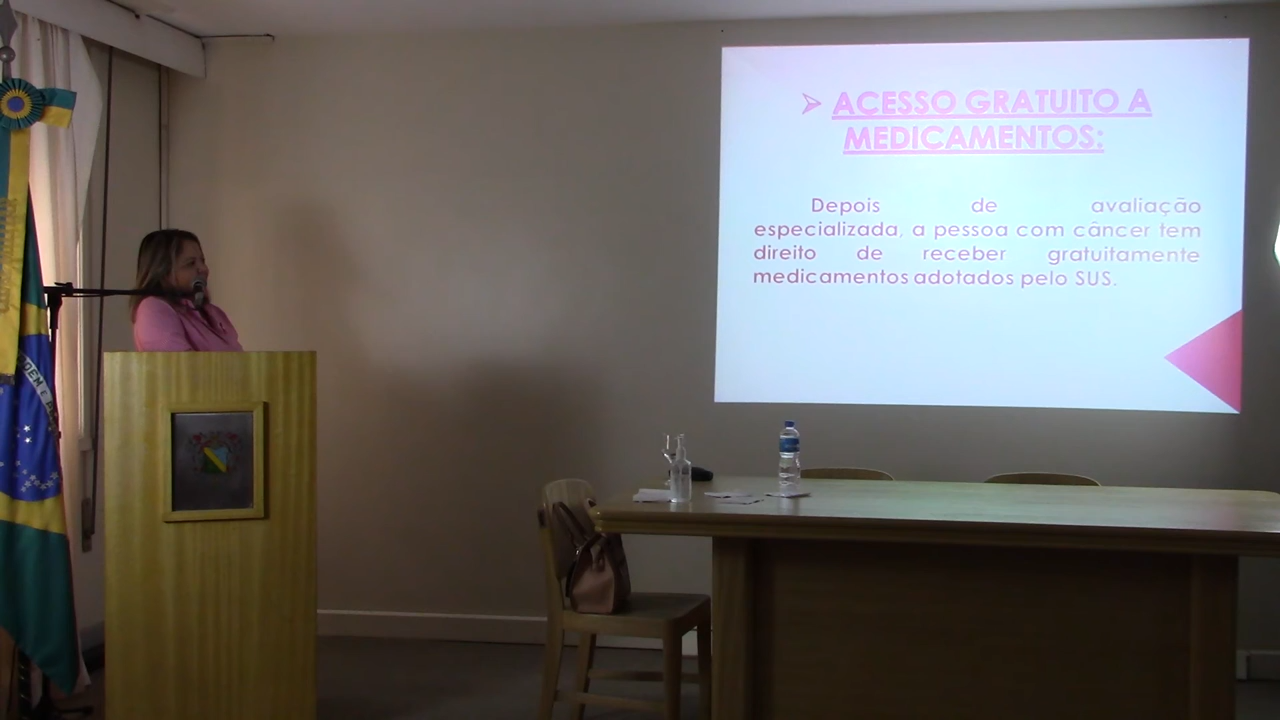 ➢ ACESSO GRATUITO A
MEDICAMENTOS:
Depois de avaliação
especializada, a pessoa com câncer tem
direito de receber gratuitamente
medicamentos adotados pelo SUS.